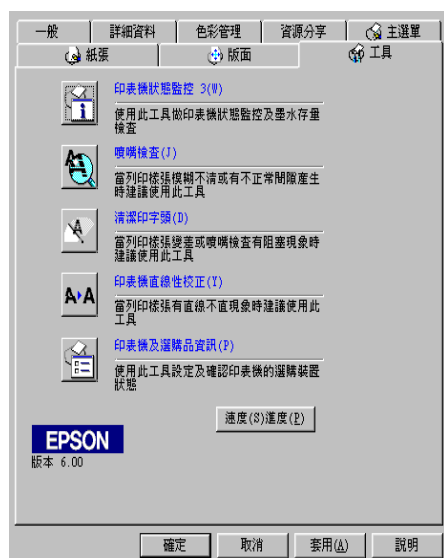 一般
詳細資料
色彩管理
資源分享
主選單
紙張
版面
工具
印表機狀態監控 3(W)
使用此工具做印表機狀態監控及墨水存量
檢查
噴嘴檢查(J)
當列印樣張模糊不清或有不正常間隙產生
時建議使用此工具
清潔印字頭(D)
當列印樣張變差或噴嘴檢查有阻塞現象時
建議使用此工具
印表機直線性校正(Y)
當列印樣張有直線不直現象時建議使用此
工具
印表機及選購品資訊(P)
使用此工具設定及確認印表機的選購裝置
狀態
速度(S)進度(P)
EPSON
版本 6.00
確定
取消
套用(A)
說明